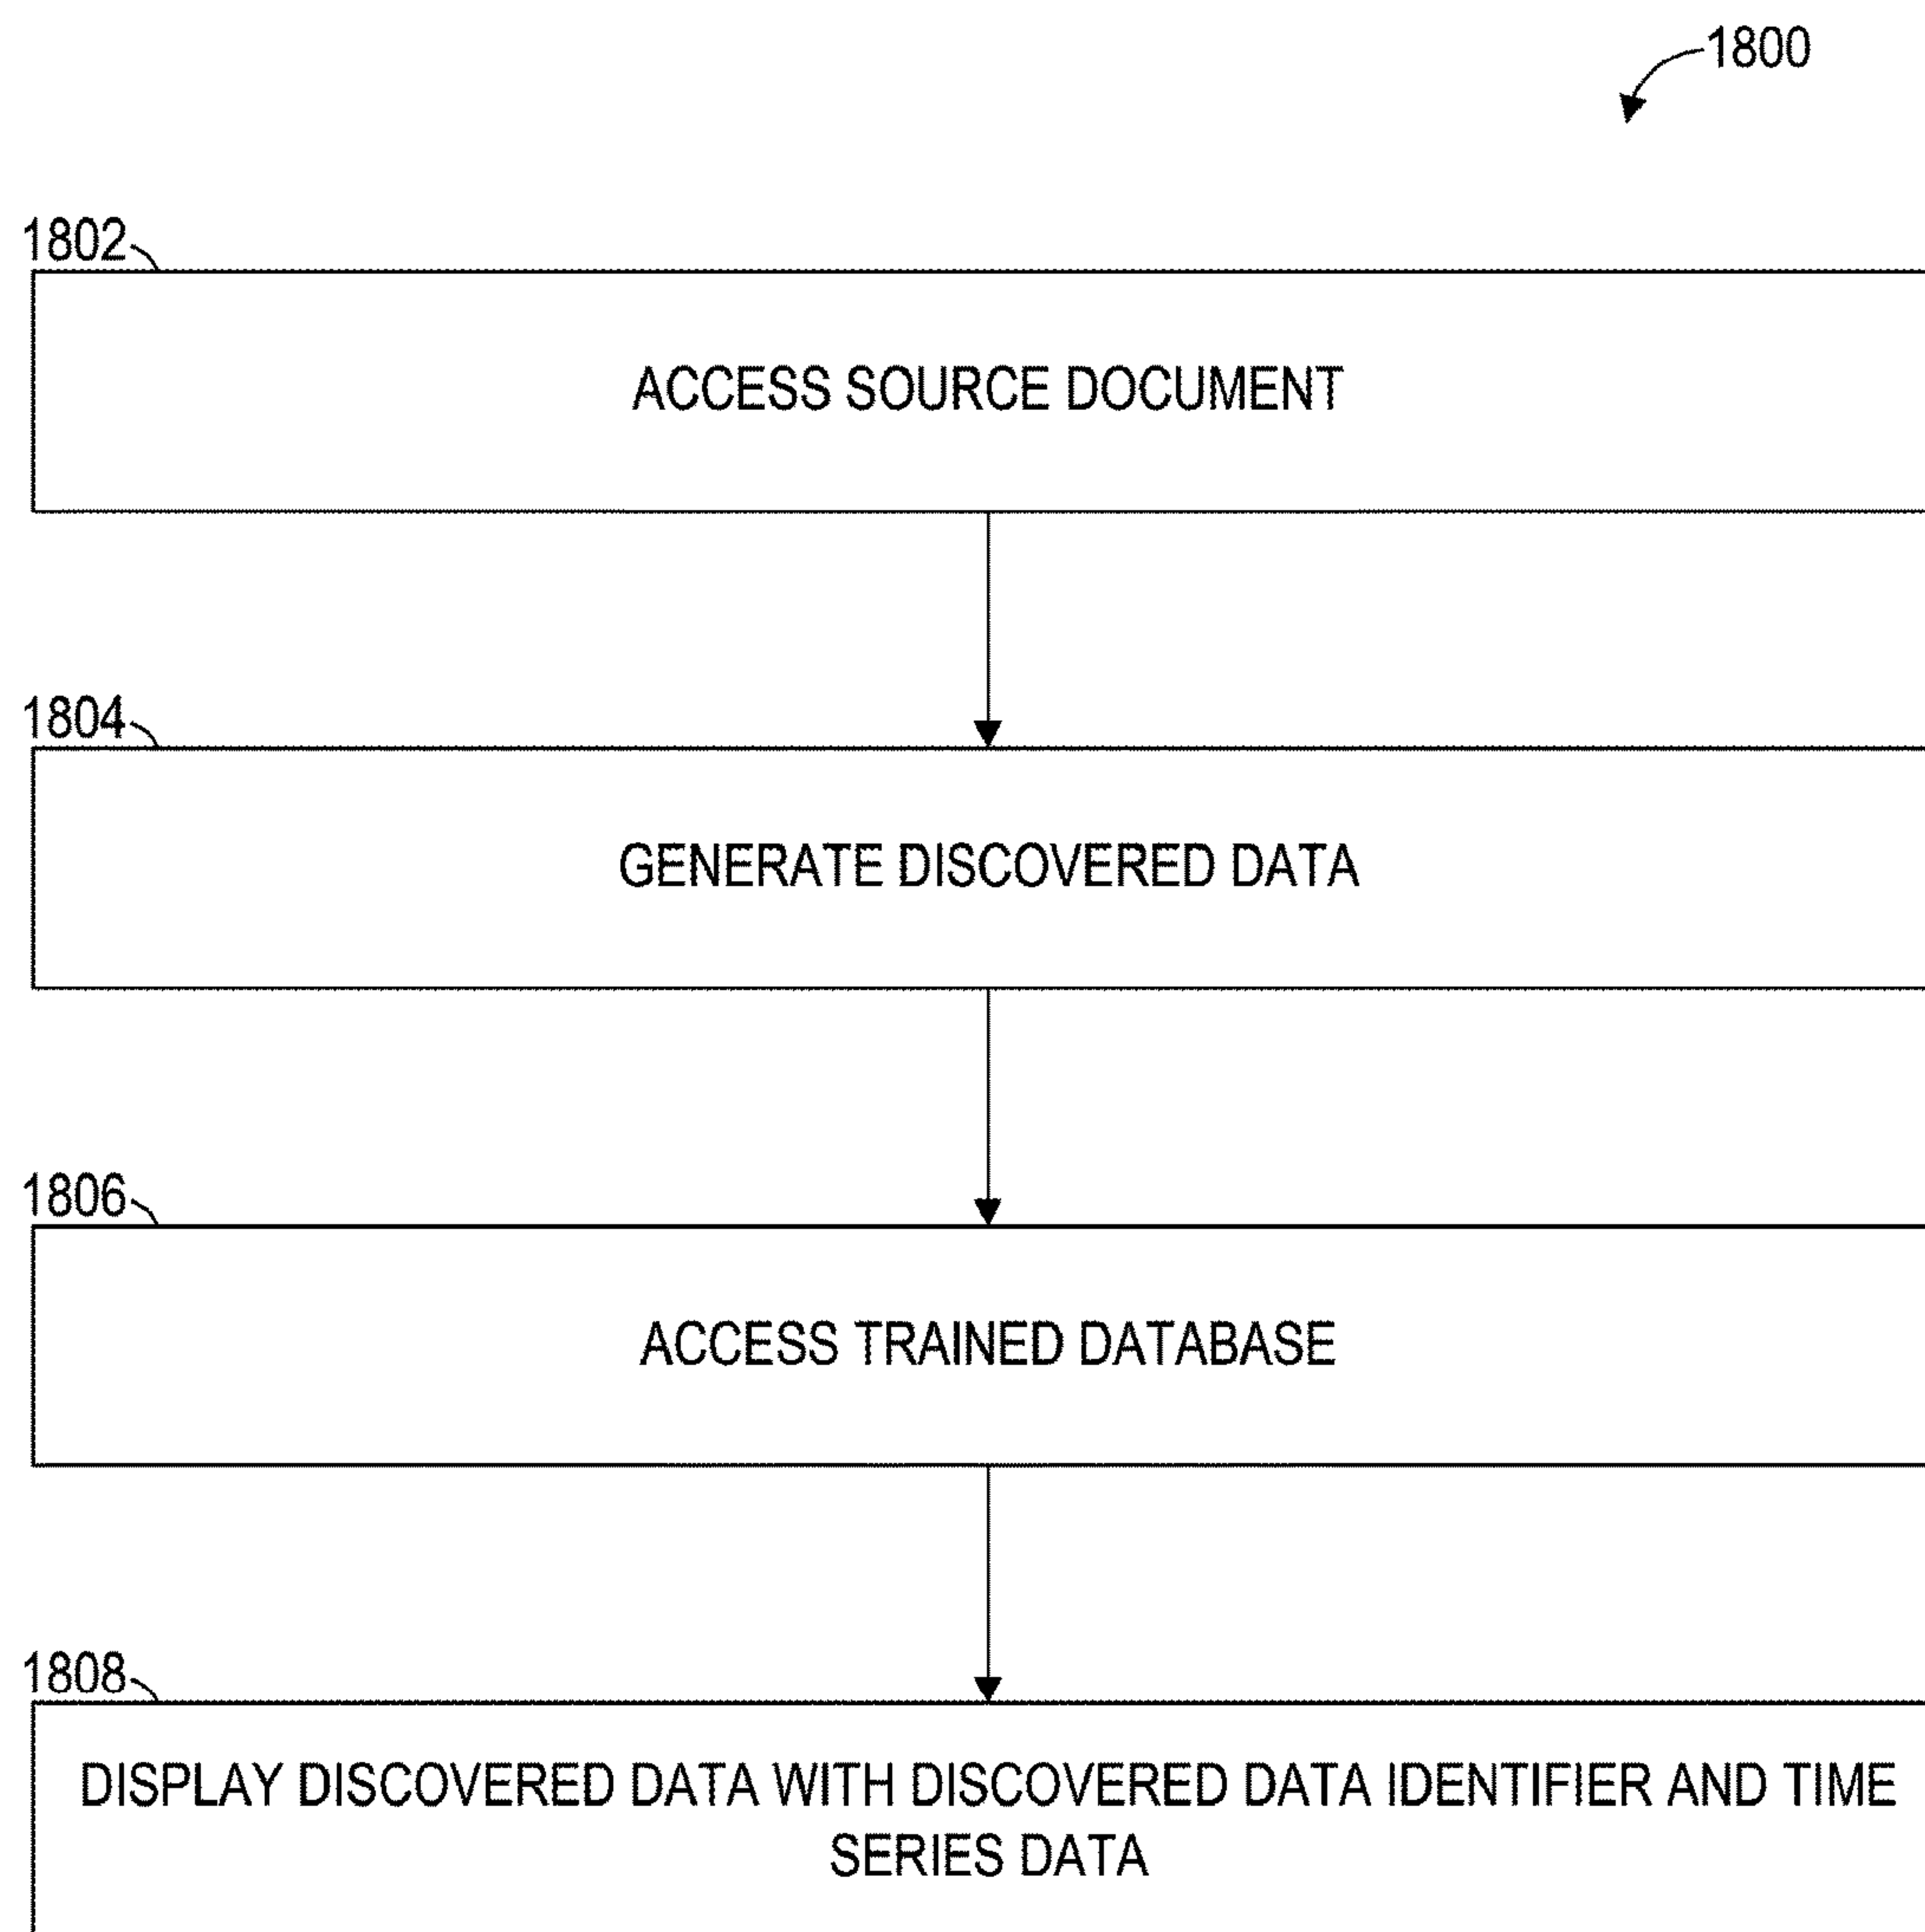 1800
1802
ACCESS SOURCE DOCUMENT
1804
GENERATE DISCOVERED DATA
1806
ACCESS TRAINED DATABASE
1808
DISPLAY DISCOVERED DATA WITH DISCOVERED DATA IDENTIFIER AND TIME
SERIES DATA